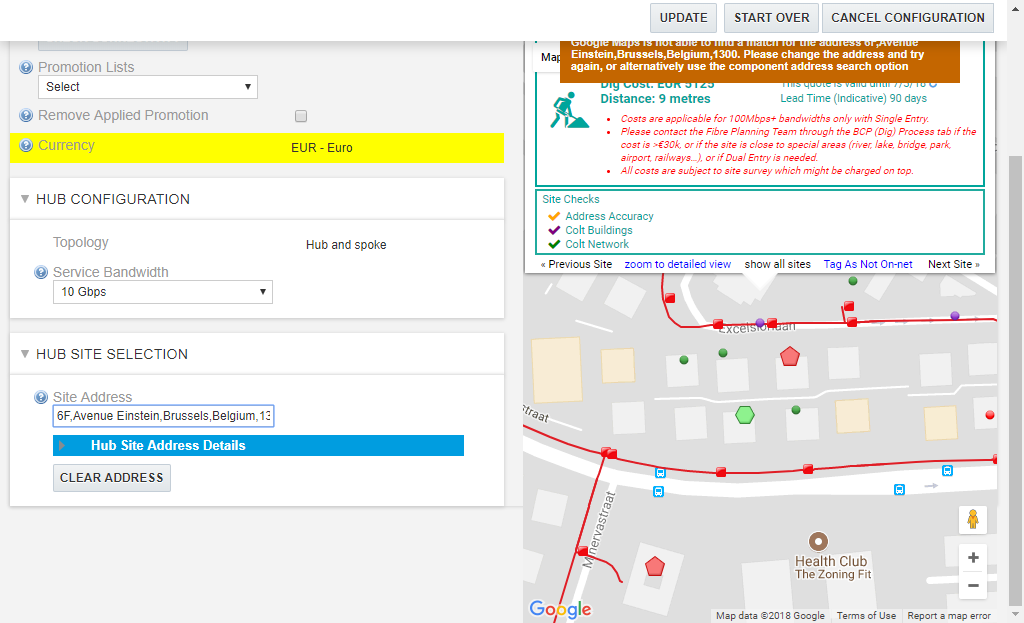 UPDATE
START OVER
CANCEL CONFIGURATION
Promotion Lists
Select
Remove Applied Promotion
Currency
EUR - Euro
HUB CONFIGURATION
Topology
Hub and spoke
Service Bandwidth
10 Gbps
HUB SITE SELECTION
Site Address
6F,Avenue Einstein,Brussels,Belgium,13
Hub Site Address Details
CLEAR ADDRESS
Map
Google Maps is not able to find a match for the address 6F,Avenue
Einstein,Brussels,Belgium,1300. Please change the address and try
again, or alternatively use the component address search option
Dig Cost: EUR 5125
Distance: 9 metres
This quote is valid until 7/5/18
Lead Time (Indicative) 90 days
Costs are applicable for 100Mbps+ bandwidths only with Single Entry.
Please contact the Fibre Planning Team through the BCP (Dig) Process tab if the
cost is >€30k, or if the site is close to special areas (river, lake, bridge, park,
airport, railways...), or if Dual Entry is needed.
All costs are subject to site survey which might be charged on top.
Site Checks
Address Accuracy
Colt Buildings
Colt Network
« Previous Site zoom to detailed view show all sites Tag As Not On-net Next Site »
Excelsiorlaan
straat
Minervastraat
Health Club
The Zoning Fit
Google
Map data ©2018 Google Terms of Use Report a map error